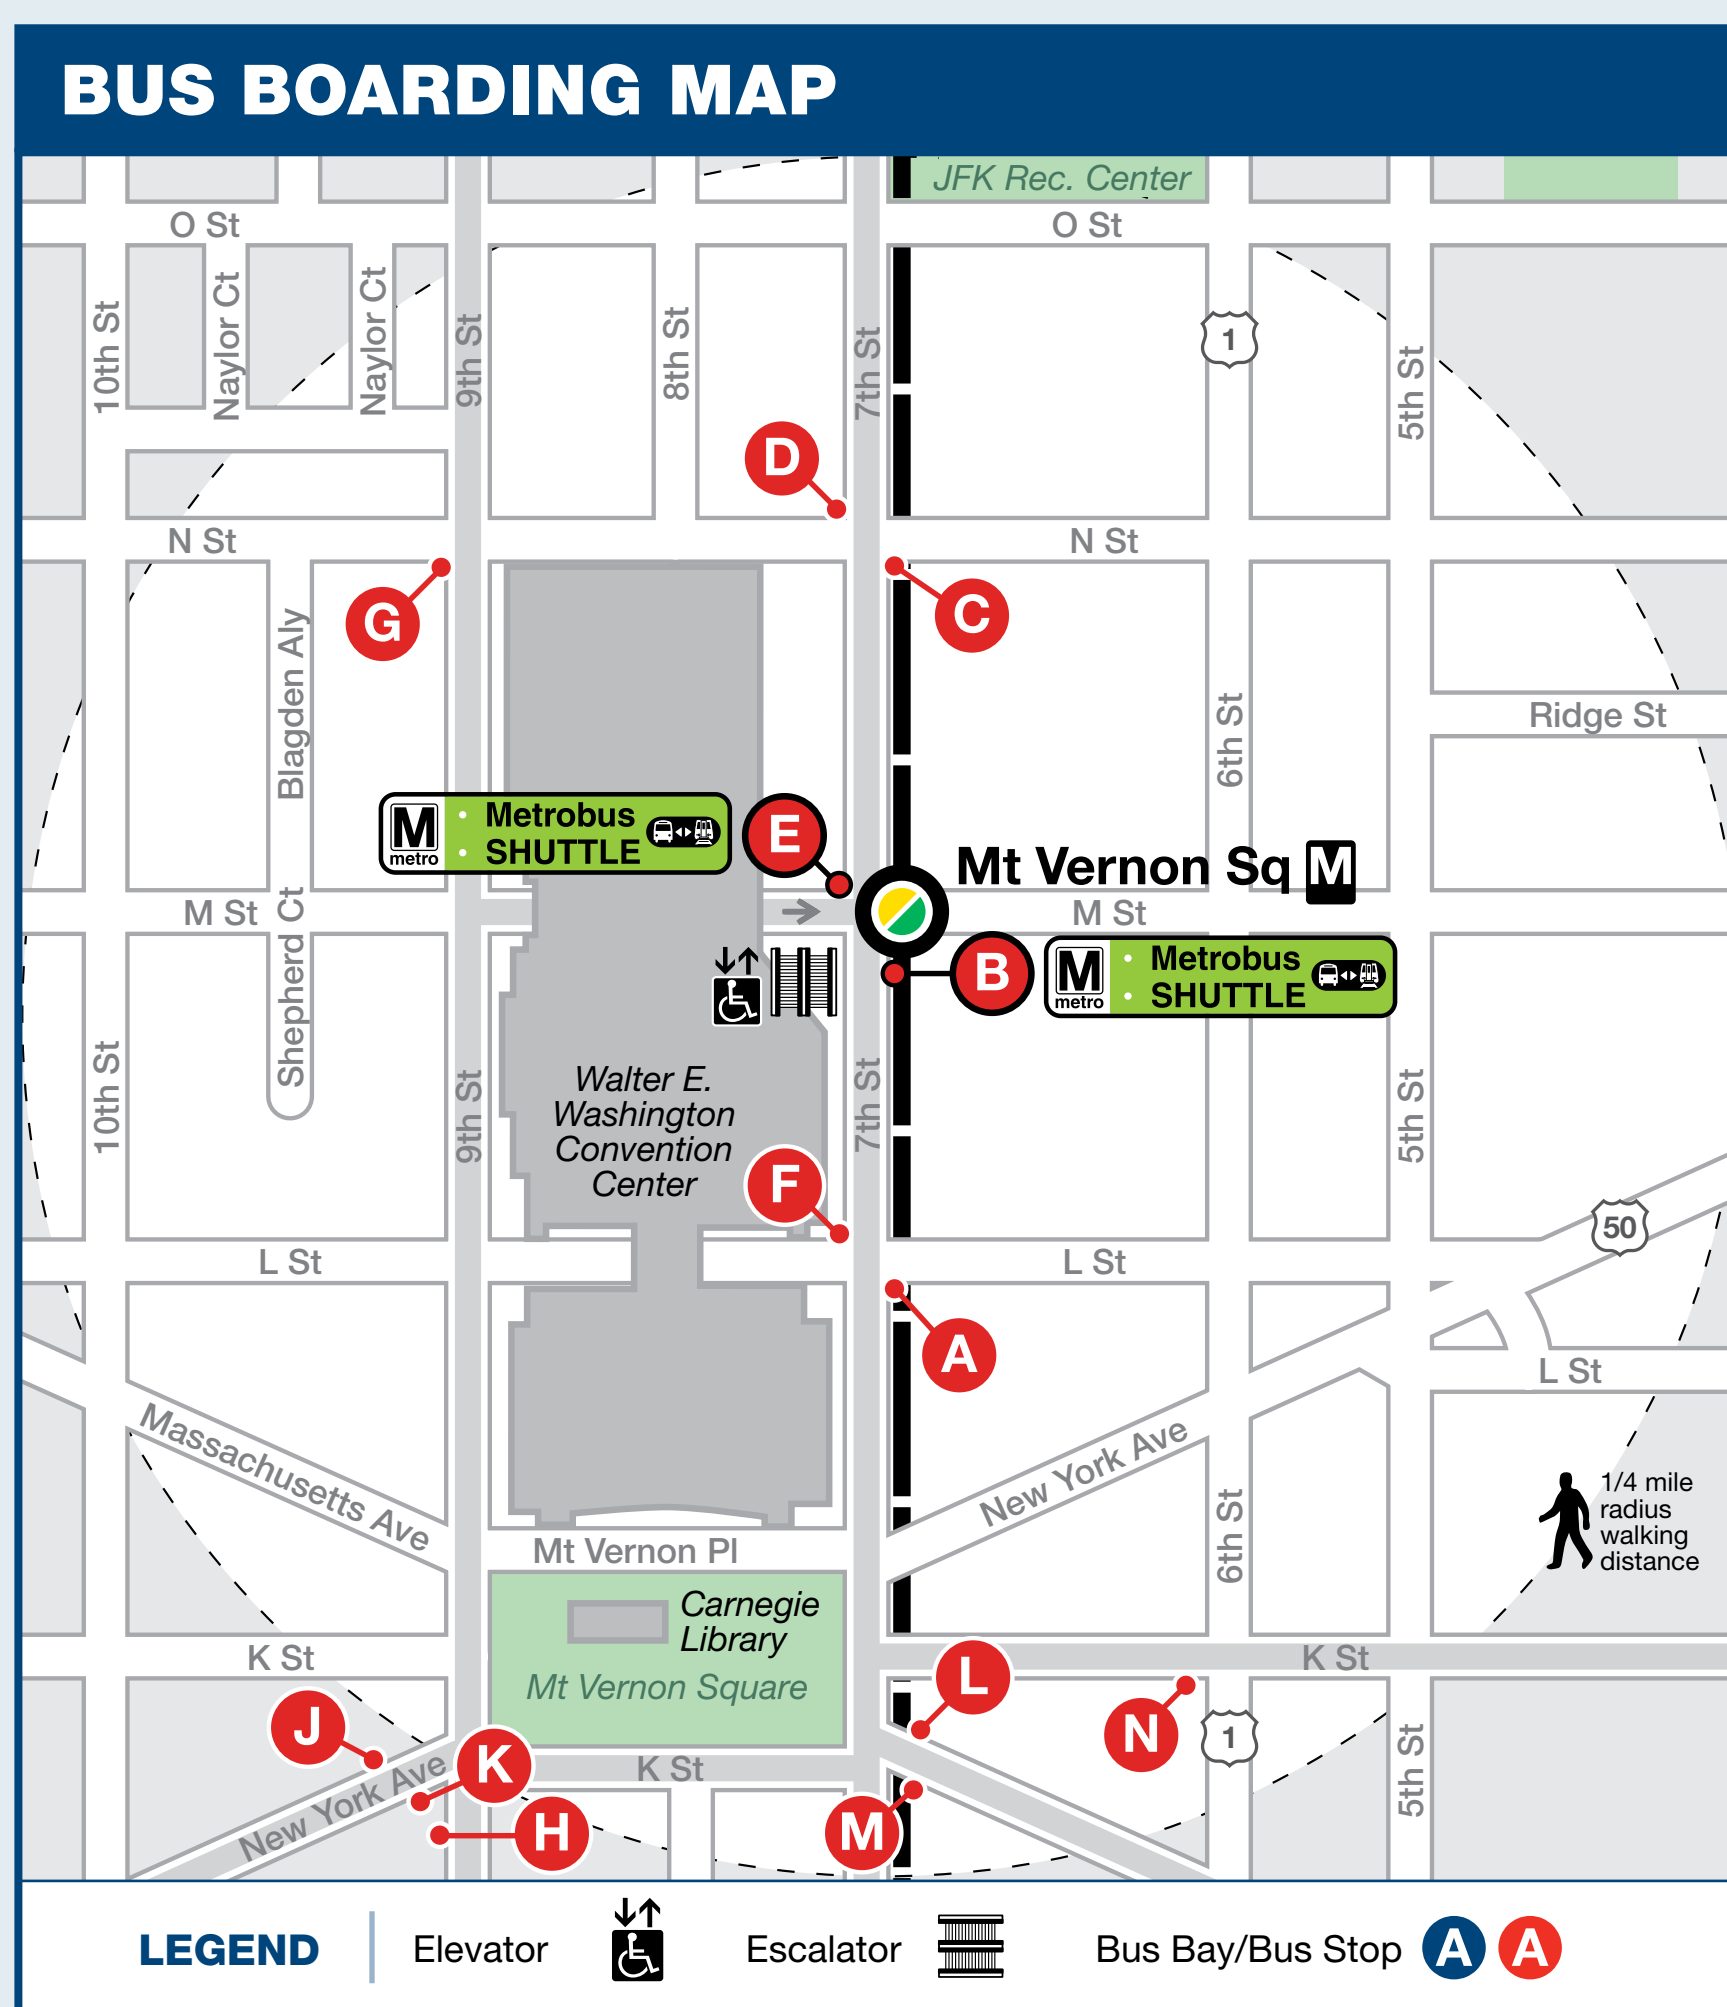 BUS BOARDING MAP
JFK Rec. Center
O St
O St
10th St
Naylor Ct
Naylor Ct
9th St
8th St
7th St
1
5th St
D
N St
N St
G
C
Blagden Aly
6th St
Ridge St
M
metro
Metrobus
SHUTTLE
E
Mt Vernon Sq M
M St
M St
Shepherd Ct
B
M
metro
Metrobus
SHUTTLE
10th St
9th St
Walter E.
Washington
Convention
Center
7th St
5th St
F
50
L St
L St
A
L St
Massachusetts Ave
New York Ave
6th St
1/4 mile
radius
walking
distance
Mt Vernon Pl
Carnegie
Library
Mt Vernon Square
K St
K St
L
J
N
1
K
K St
5th St
New York Ave
H
M
LEGEND
Elevator
Escalator
Bus Bay/Bus Stop A A